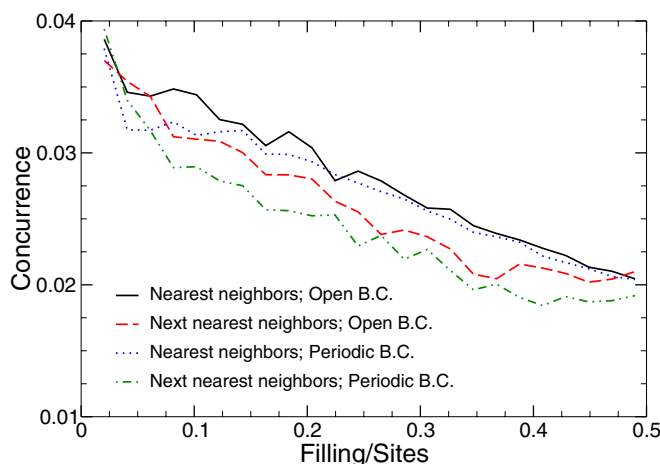 0.04
0.03
0.02
0.01
Concurrence
Nearest neighbors; Open B.C.
Next nearest neighbors; Open B.C.
Nearest neighbors; Periodic B.C.
Next nearest neighbors; Periodic B.C.
0 0.1 0.2 0.3 0.4 0.5
Filling/Sites